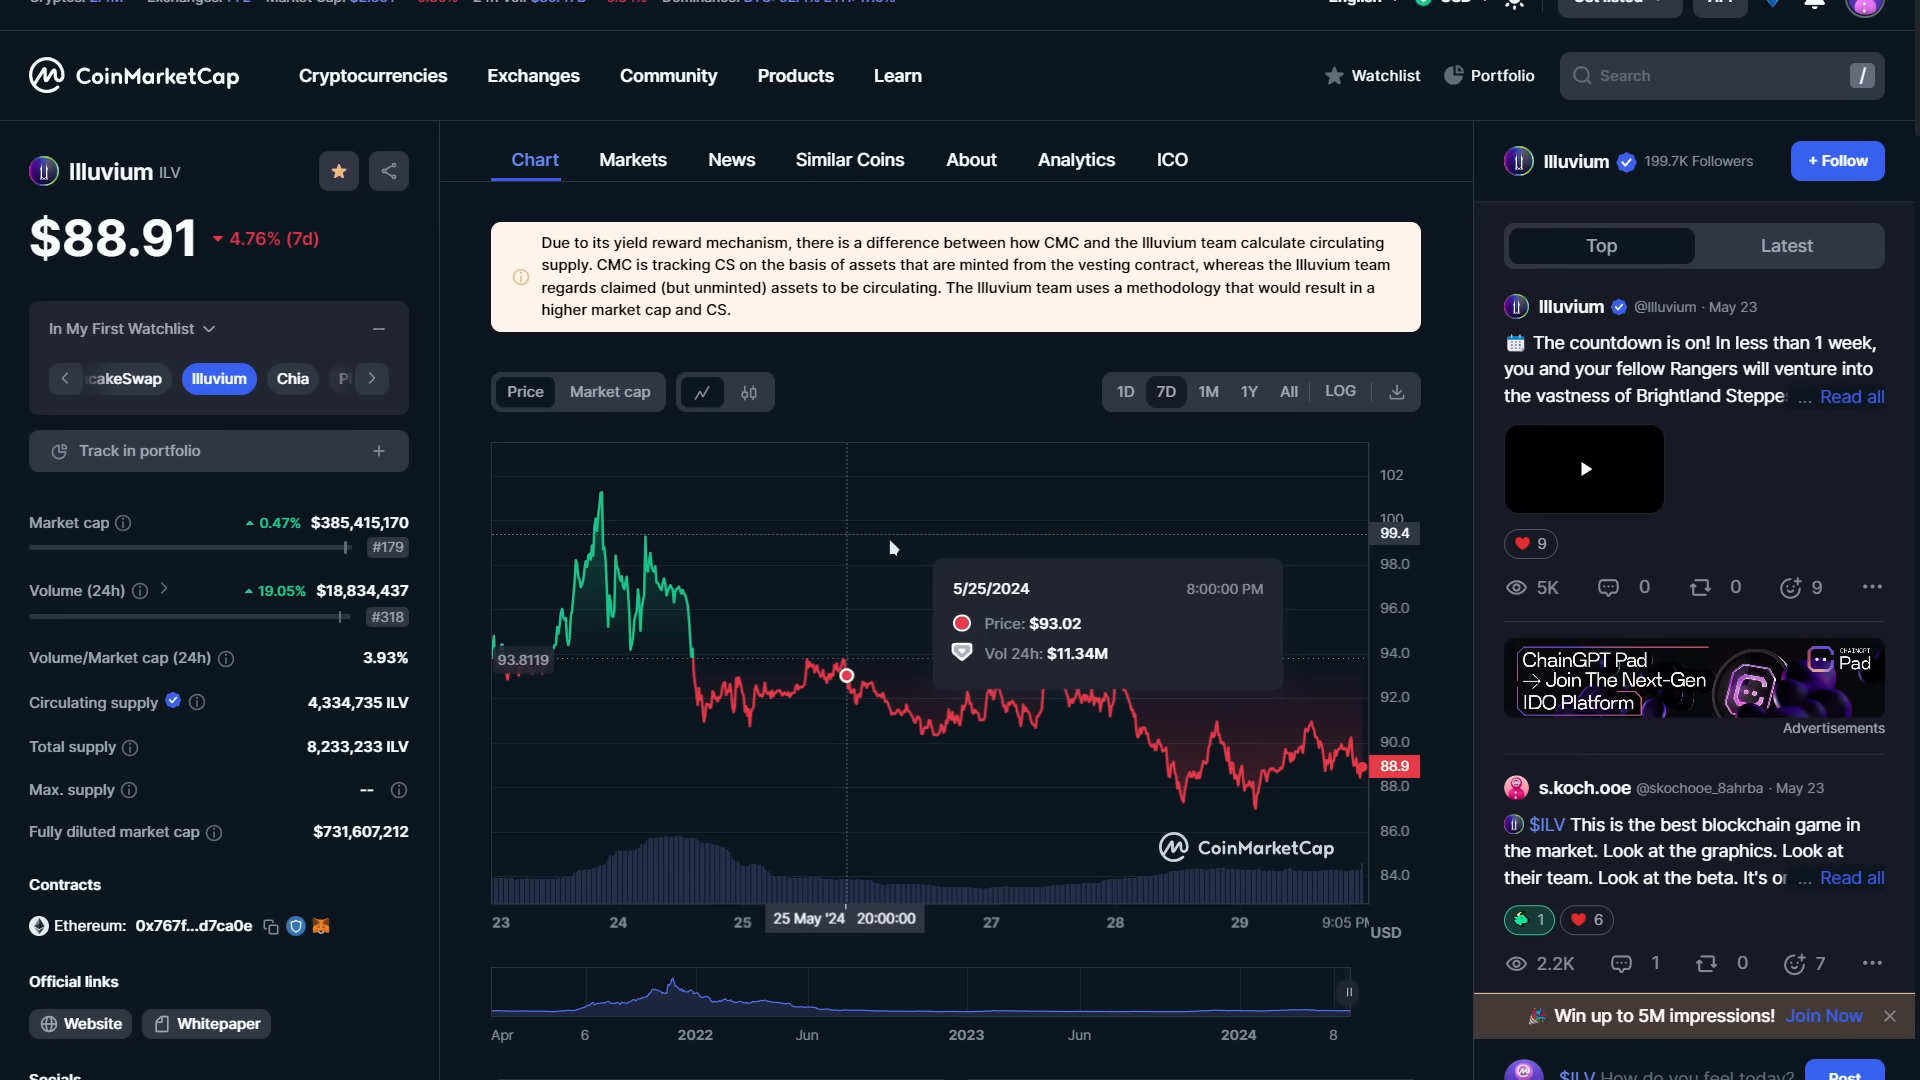 CoinMarketCap
Cryptocurrencies
Exchanges
Community
Products
Learn
Watchlist
Portfolio
Search
/
Illuvium ILV
$88.91
4.76% (7d)
In My First Watchlist
cakeSwap
Illuvium
Chia
Track in portfolio
+
Market cap
0.47% $385,415,170
#179
Volume (24h)
19.05% $18,834,437
#318
Volume/Market cap (24h)
3.93%
Circulating supply
4,334,735 ILV
Total supply
8,233,233 ILV
Max. supply
--
Fully diluted market cap
$731,607,212
Contracts
Ethereum: 0x767f...d7ca0e
Official links
Website
Whitepaper
Socials
Chart
Markets
News
Similar Coins
About
Analytics
ICO
Due to its yield reward mechanism, there is a difference between how CMC and the Illuvium team calculate circulating
supply. CMC is tracking CS on the basis of assets that are minted from the vesting contract, whereas the Illuvium team
regards claimed (but unminted) assets to be circulating. The Illuvium team uses a methodology that would result in a
higher market cap and CS.
Price
Market cap
1D
7D
1M
1Y
All
LOG
102
100
99.4
98.0
96.0
94.0
92.0
90.0
88.9
88.0
86.0
84.0
93.8119
5/25/2024
8:00:00 PM
Price: $93.02
Vol 24h: $11.34M
CoinMarketCap
23
24
25
25 May '24 20:00:00
27
28
29
9:05 PM
USD
Apr
6
2022
Jun
2023
Jun
2024
8
Illuvium
199.7K Followers
+ Follow
Top
Latest
Illuvium @Illuvium · May 23
The countdown is on! In less than 1 week,
you and your fellow Rangers will venture into
the vastness of Brightland Steppe ... Read all
9
5K
0
0
9
ChainGPT Pad
→ Join The Next-Gen
IDO Platform
CHAINGPT
Pad
Advertisements
s.koch.ooe @skochooe_8ahrba · May 23
$ILV This is the best blockchain game in
the market. Look at the graphics. Look at
their team. Look at the beta. It's or ... Read all
1
6
2.2K
1
0
7
Win up to 5M impressions! Join Now
$ILV How do you feel today?
Post